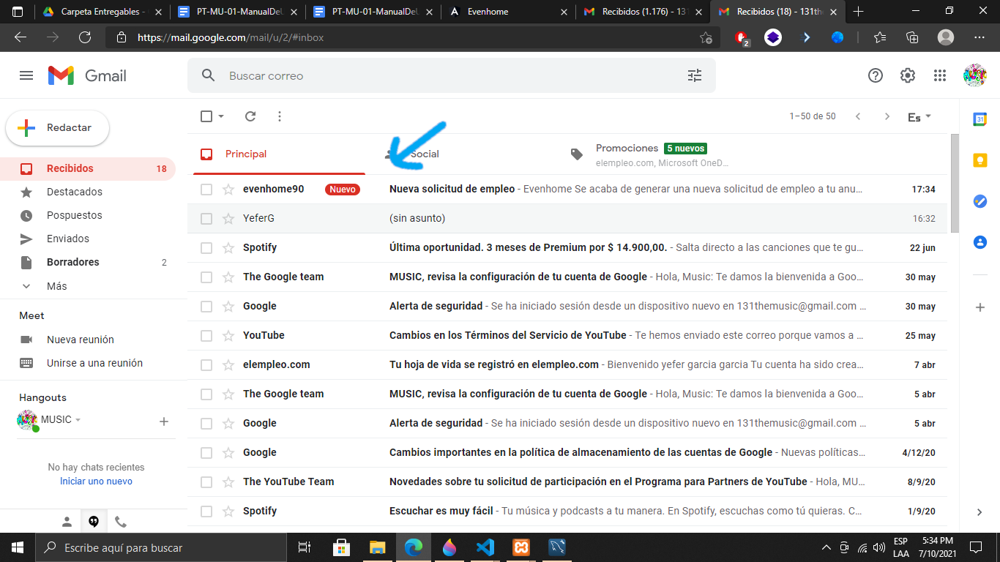 Carpeta Entregables -
PT-MU-01-ManualDeU
PT-MU-01-ManualDeU
Evenhome
Recibidos (1.176) - 131
Recibidos (18) - 131th
https://mail.google.com/mail/u/2/#inbox
2
Gmail
Buscar correo
Redactar
1–50 de 50
Es
Principal
Social
Promociones 5 nuevos
elempleo.com, Microsoft OneD…
Recibidos 18
Destacados
Pospuestos
Enviados
Borradores 2
Más
Meet
Nueva reunión
Unirse a una reunión
Hangouts
MUSIC
No hay chats recientes
Iniciar uno nuevo
evenhome90 Nuevo Nueva solicitud de empleo - Evenhome Se acaba de generar una nueva solicitud de empleo a tu anu… 17:34
YeferG (sin asunto) 16:32
Spotify Última oportunidad. 3 meses de Premium por $ 14.900,00. - Salta directo a las canciones que te gu… 22 jun
The Google team MUSIC, revisa la configuración de tu cuenta de Google - Hola, Music: Te damos la bienvenida a Goo… 30 may
Google Alerta de seguridad - Se ha iniciado sesión desde un dispositivo nuevo en 131themusic@gmail.com … 30 may
YouTube Cambios en los Términos del Servicio de YouTube - Te hemos enviado este correo porque vamos a … 25 may
elempleo.com Tu hoja de vida se registró en elempleo.com - Bienvenido yefer garcia garcia Tu cuenta ha sido crea… 7 abr
The Google team MUSIC, revisa la configuración de tu cuenta de Google - Hola, Music: Te damos la bienvenida a Goo… 5 abr
Google Alerta de seguridad - Se ha iniciado sesión desde un dispositivo nuevo en 131themusic@gmail.com … 5 abr
Google Cambios importantes en la política de almacenamiento de las cuentas de Google - Nuevas políticas… 4/12/20
The YouTube Team Novedades sobre tu solicitud de participación en el Programa para Partners de YouTube - Hola, MU… 8/9/20
Spotify Escuchar es muy fácil - Tu música y podcasts a tu manera. En Spotify, escuchas como tú quieras. C… 1/9/20
31
Escribe aquí para buscar
ESP
LAA
5:34 PM
7/10/2021